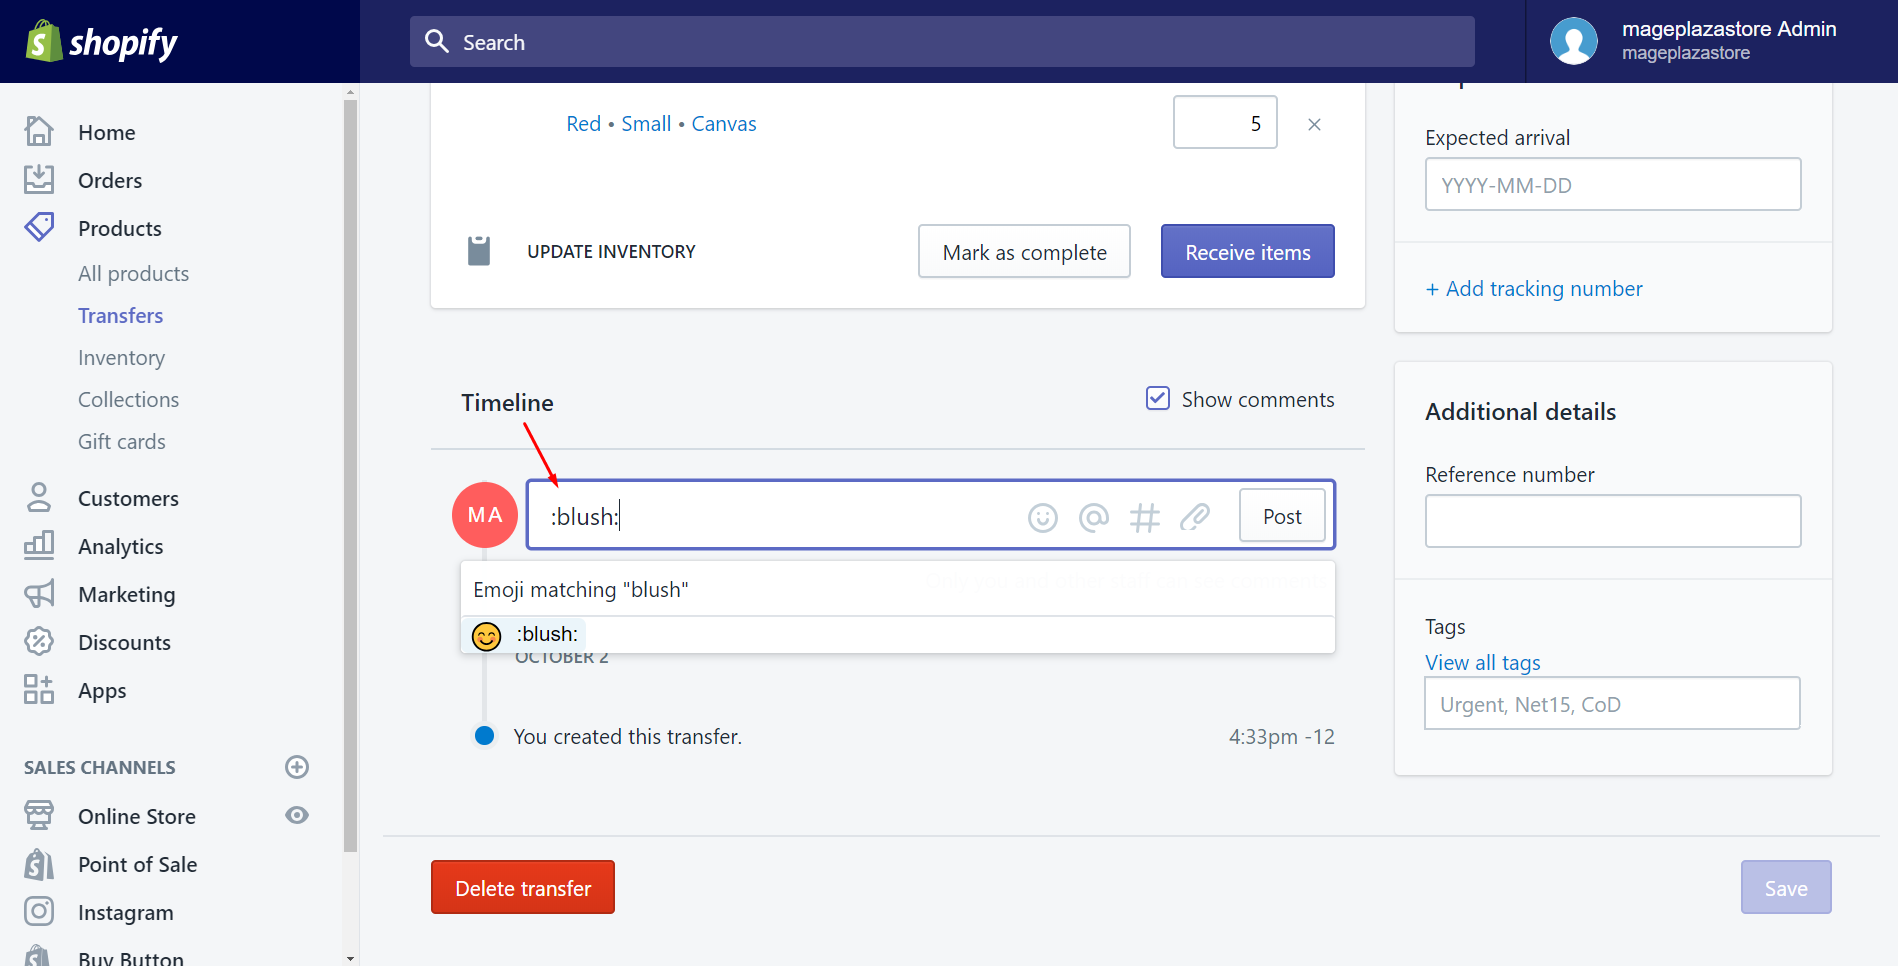 shopify
Search
mageplazastore Admin
mageplazastore
Home
Orders
Products
All products
Transfers
Inventory
Collections
Gift cards
Customers
Analytics
Marketing
Discounts
Apps
SALES CHANNELS
Online Store
Point of Sale
Instagram
Buy Button
Red • Small • Canvas
5
UPDATE INVENTORY
Mark as complete
Receive items
Timeline
Show comments
MA
:blush:
Post
Emoji matching "blush"
:blush:
OCTOBER 2
You created this transfer.
4:33pm -12
Delete transfer
Expected arrival
YYYY-MM-DD
+ Add tracking number
Additional details
Reference number
Tags
View all tags
Urgent, Net15, CoD
Save